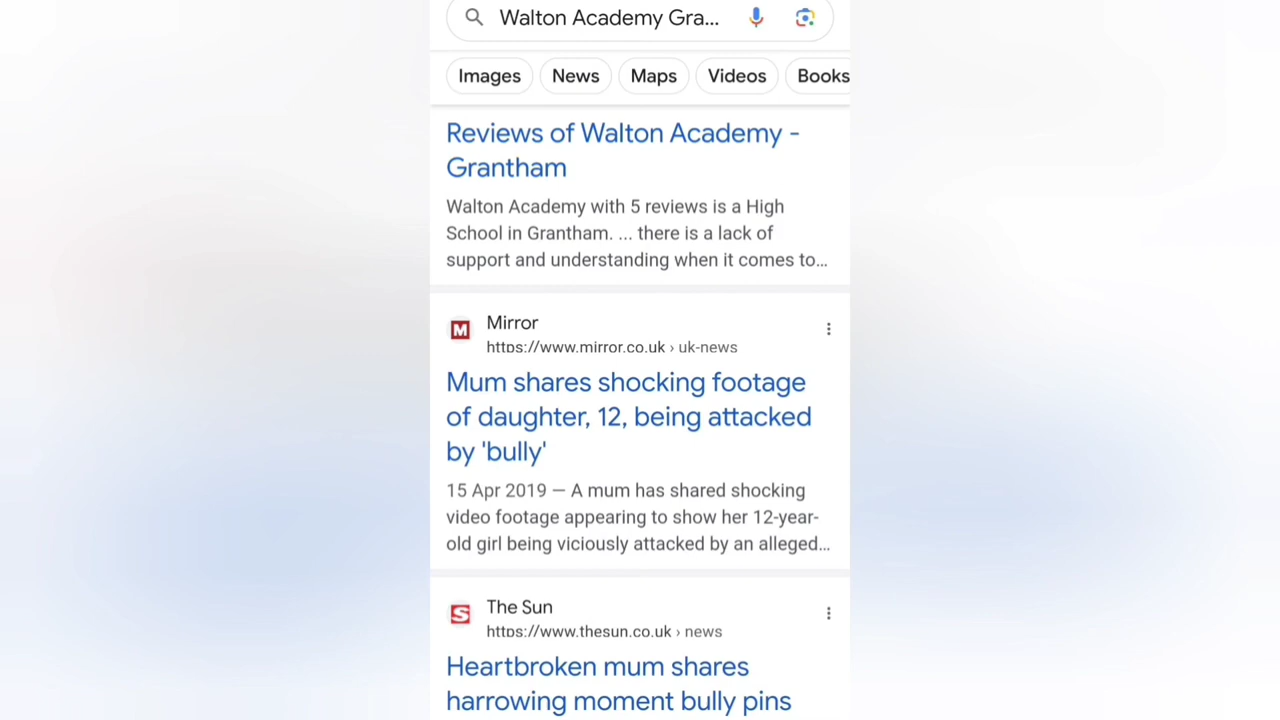 Walton Academy Gra...
Images News Maps Videos Books
Reviews of Walton Academy -
Grantham
Walton Academy with 5 reviews is a High
School in Grantham. ... there is a lack of
support and understanding when it comes to...
M
Mirror
https://www.mirror.co.uk › uk-news
Mum shares shocking footage
of daughter, 12, being attacked
by 'bully'
15 Apr 2019 — A mum has shared shocking
video footage appearing to show her 12-year-
old girl being viciously attacked by an alleged...
S
The Sun
https://www.thesun.co.uk › news
Heartbroken mum shares
harrowing moment bully pins